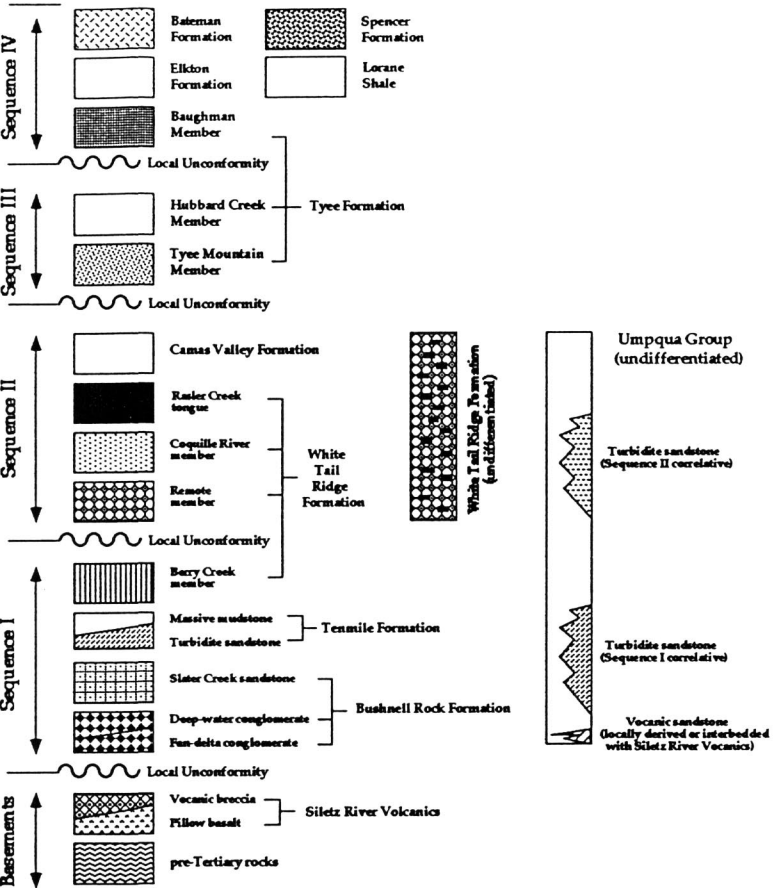 Sequence IV
Bateman
Formation
Spencer
Formation
Elkton
Formation
Lorane
Shale
Baughman
Member
Local Unconformity
Sequence III
Hubbard Creek
Member
Tyee Formation
Tyee Mountain
Member
Local Unconformity
Sequence II
Camas Valley Formation
Rasler Creek
tongue
Coquille River
member
Remote
member
White
Tail
Ridge
Formation
White Tail Ridge Formation
(undifferentiated)
Local Unconformity
Sequence I
Berry Creek
member
Massive mudstone
Turbidite sandstone
Tenmile Formation
Slater Creek sandstone
Deep-water conglomerate
Fan-delta conglomerate
Bushnell Rock Formation
Local Unconformity
Basements
Vocanic breccia
Pillow basalt
Siletz River Volcanics
pre-Tertiary rocks
Umpqua Group
(undifferentiated)
Turbidite sandstone
(Sequence II correlative)
Turbidite sandstone
(Sequence I correlative)
Vocanic sandstone
(locally derived or interbedded
with Siletz River Vocanics)